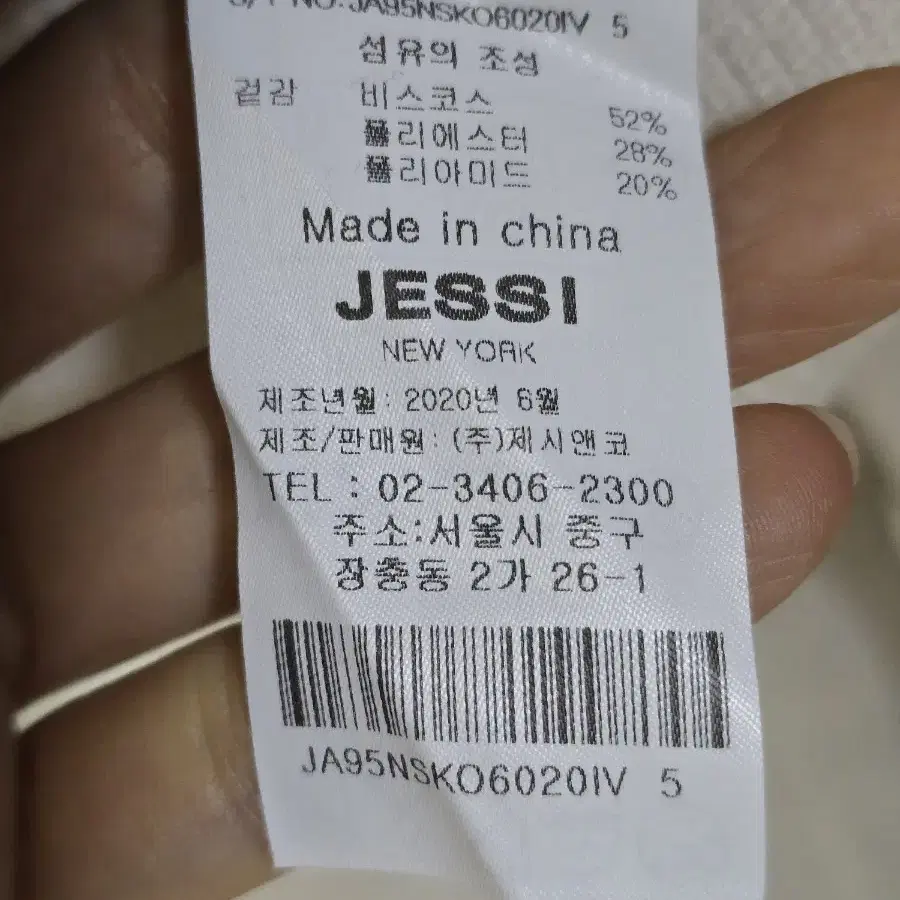 S/T NO:JA95NSKO6020IV 5
섬유의 조성
겉감 비스코스 52%
폴리에스터 28%
폴리아미드 20%
Made in china
JESSI
NEW YORK
제조년월: 2020년 6월
제조/판매원: (주)제시앤코
TEL : 02-3406-2300
주소:서울시 중구
장충동 2가 26-1
JA95NSKO6020IV 5